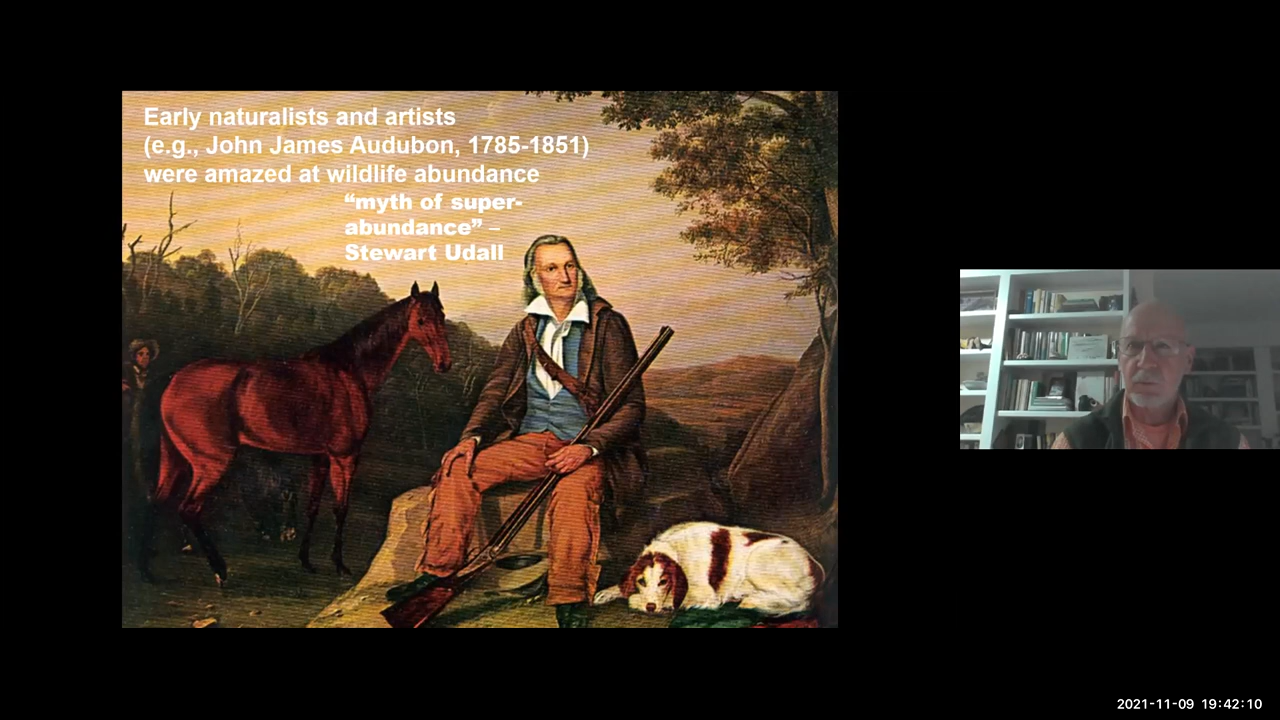 Early naturalists and artists
(e.g., John James Audubon, 1785-1851)
were amazed at wildlife abundance
“myth of super-
abundance” –
Stewart Udall
2021-11-09 19:42:10